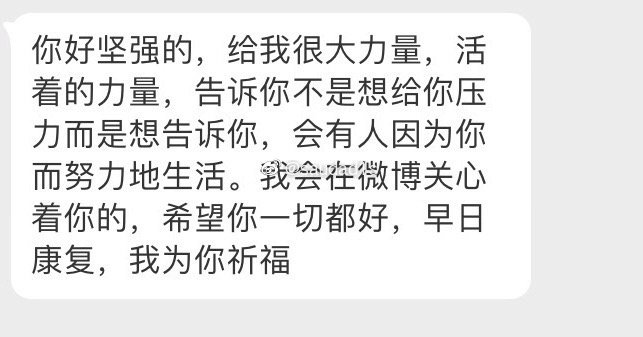 你好坚强的，给我很大力量，活
着的力量，告诉你不是想给你压
力而是想告诉你，会有人因为你
而努力地生活。我会在微博关心
着你的，希望你一切都好，早日
康复，我为你祈福